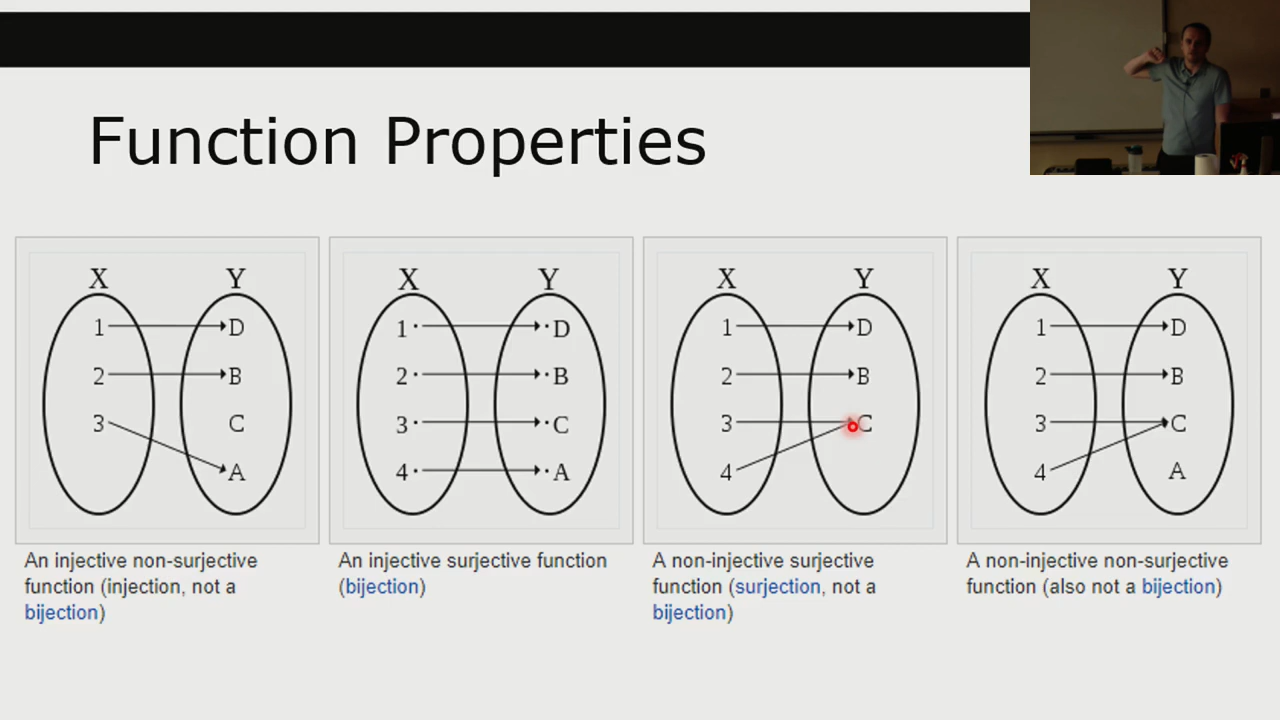 Function Properties
X Y
1 D
2 B
3 C
A
An injective non-surjective
function (injection, not a
bijection)
X Y
1 D
2 B
3 C
4 A
An injective surjective function
(bijection)
X Y
1 D
2 B
3 C
4
A non-injective surjective
function (surjection, not a
bijection)
X Y
1 D
2 B
3 C
4 A
A non-injective non-surjective
function (also not a bijection)